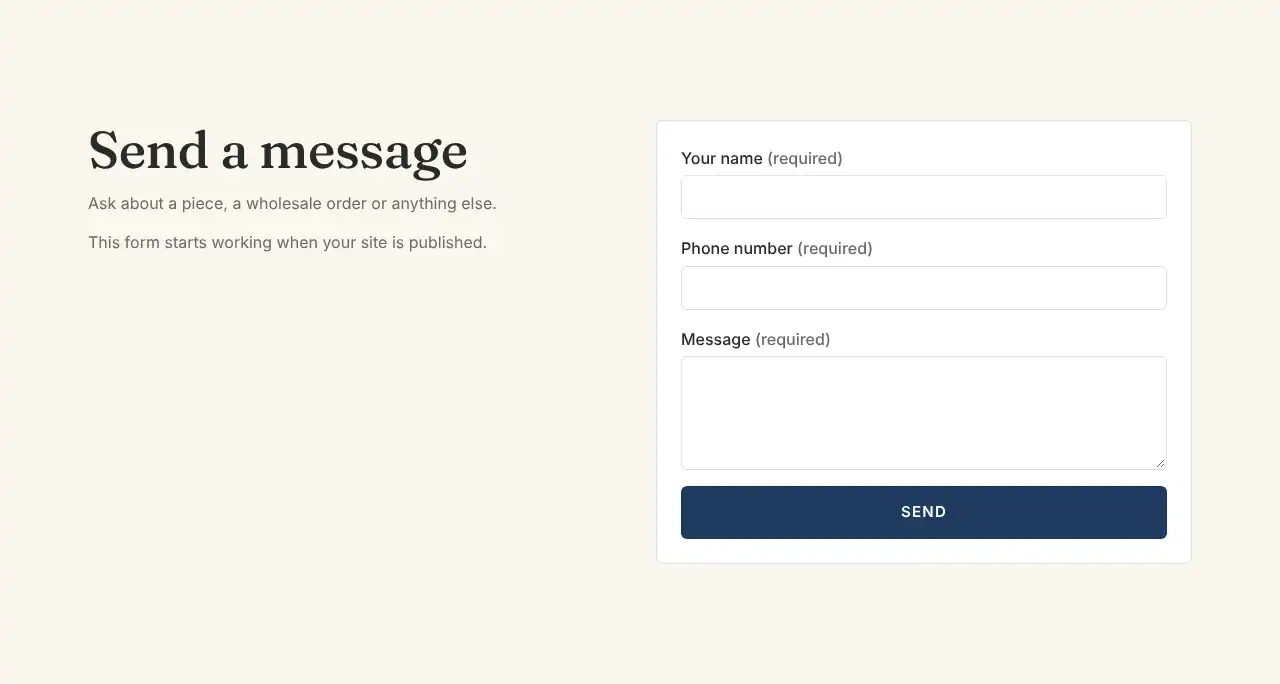 Send a message
Ask about a piece, a wholesale order or anything else.
This form starts working when your site is published.
Your name (required)
Phone number (required)
Message (required)
SEND